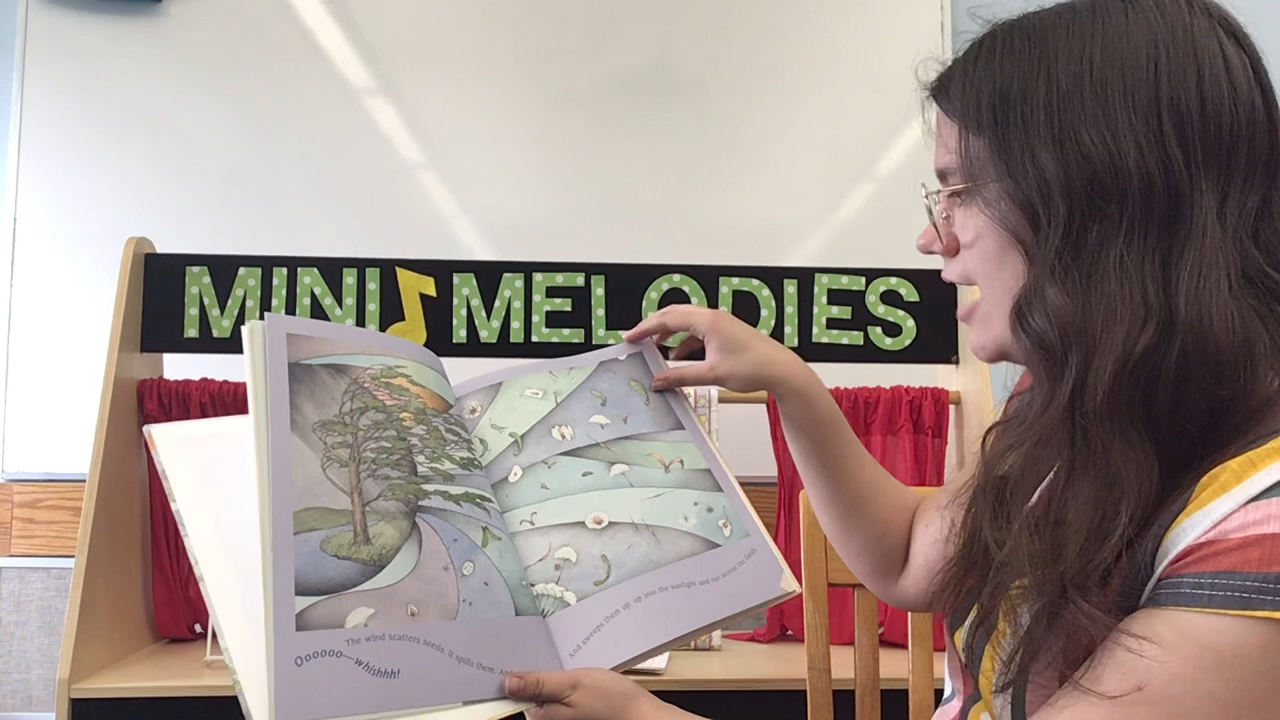 MINI MELODIES
The wind scatters seeds. It spills them. And
Oooooo—whishhh!
And sweeps them up, up into the sunlight and out across the fields